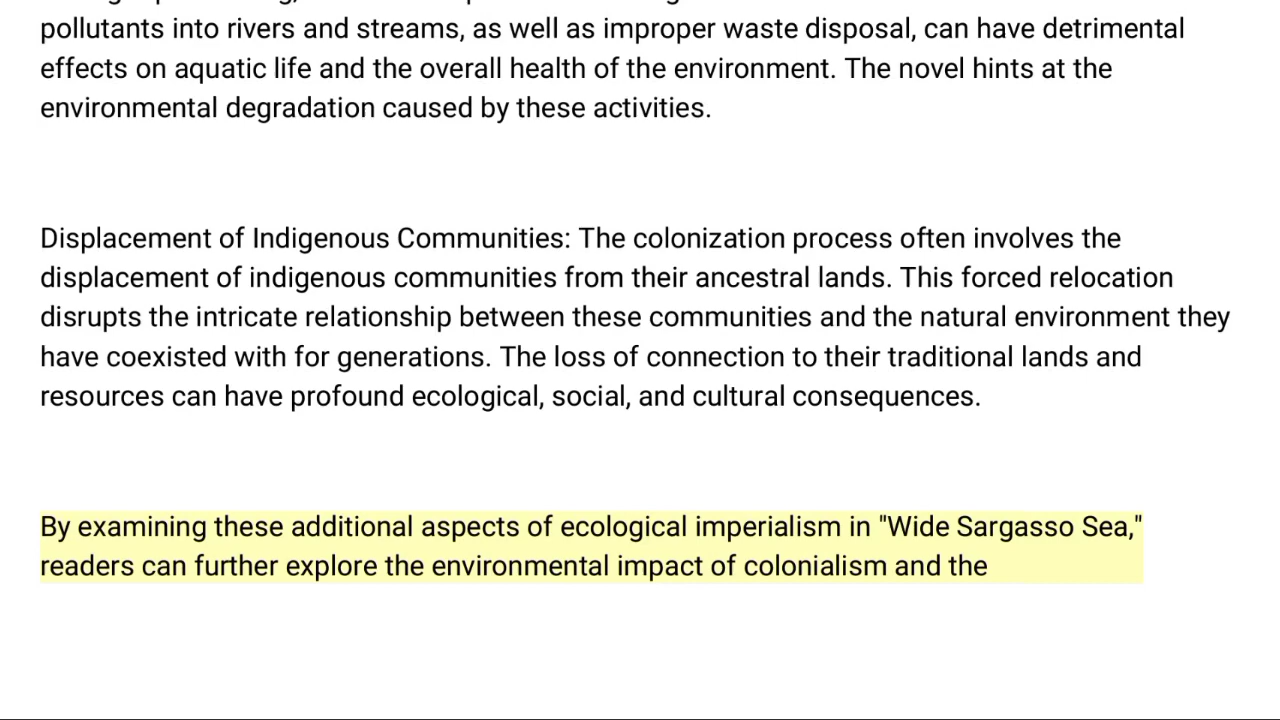 pollutants into rivers and streams, as well as improper waste disposal, can have detrimental
effects on aquatic life and the overall health of the environment. The novel hints at the
environmental degradation caused by these activities.
Displacement of Indigenous Communities: The colonization process often involves the
displacement of indigenous communities from their ancestral lands. This forced relocation
disrupts the intricate relationship between these communities and the natural environment they
have coexisted with for generations. The loss of connection to their traditional lands and
resources can have profound ecological, social, and cultural consequences.
By examining these additional aspects of ecological imperialism in "Wide Sargasso Sea,"
readers can further explore the environmental impact of colonialism and the